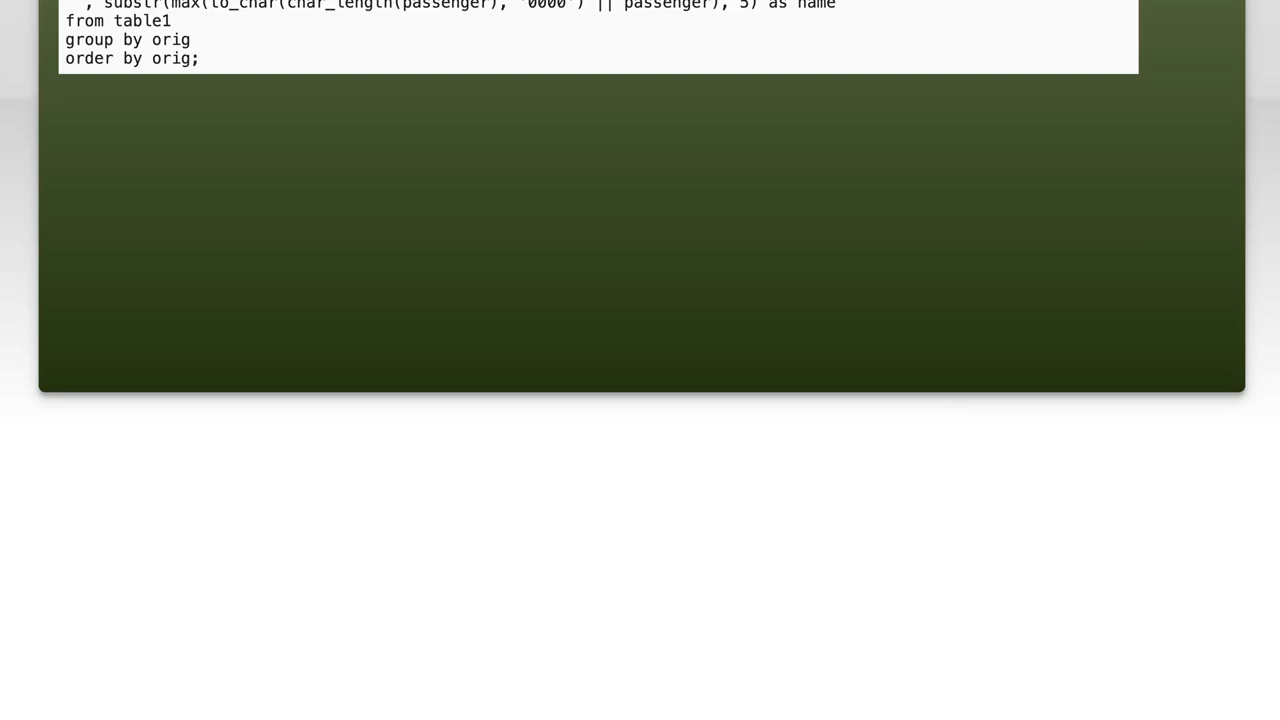 , substr(max(to_char(char_length(passenger), '0000') || passenger), 5) as name
from table1
group by orig
order by orig;